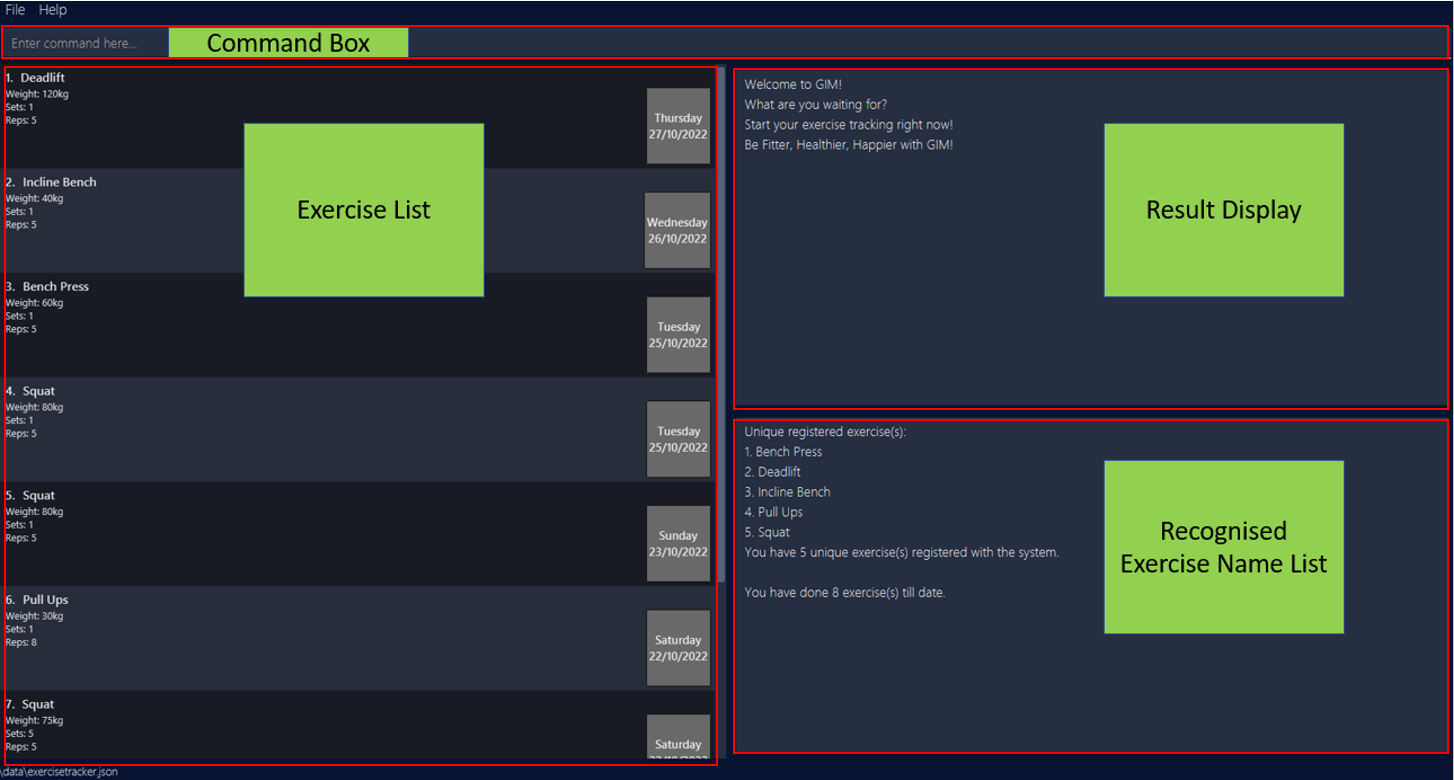 File Help
Enter command here...
Command Box
1. Deadlift
Weight: 120kg
Sets: 1
Reps: 5
Thursday
27/10/2022
2. Incline Bench
Weight: 40kg
Sets: 1
Reps: 5
Wednesday
26/10/2022
3. Bench Press
Weight: 60kg
Sets: 1
Reps: 5
Tuesday
25/10/2022
4. Squat
Weight: 80kg
Sets: 1
Reps: 5
Tuesday
25/10/2022
5. Squat
Weight: 80kg
Sets: 1
Reps: 5
Sunday
23/10/2022
6. Pull Ups
Weight: 30kg
Sets: 1
Reps: 8
Saturday
22/10/2022
7. Squat
Weight: 75kg
Sets: 5
Reps: 5
Saturday
Exercise List
Welcome to GIM!
What are you waiting for?
Start your exercise tracking right now!
Be Fitter, Healthier, Happier with GIM!
Result Display
Unique registered exercise(s):
1. Bench Press
2. Deadlift
3. Incline Bench
4. Pull Ups
5. Squat
You have 5 unique exercise(s) registered with the system.
You have done 8 exercise(s) till date.
Recognised
Exercise Name List
\data\exercisetracker.json